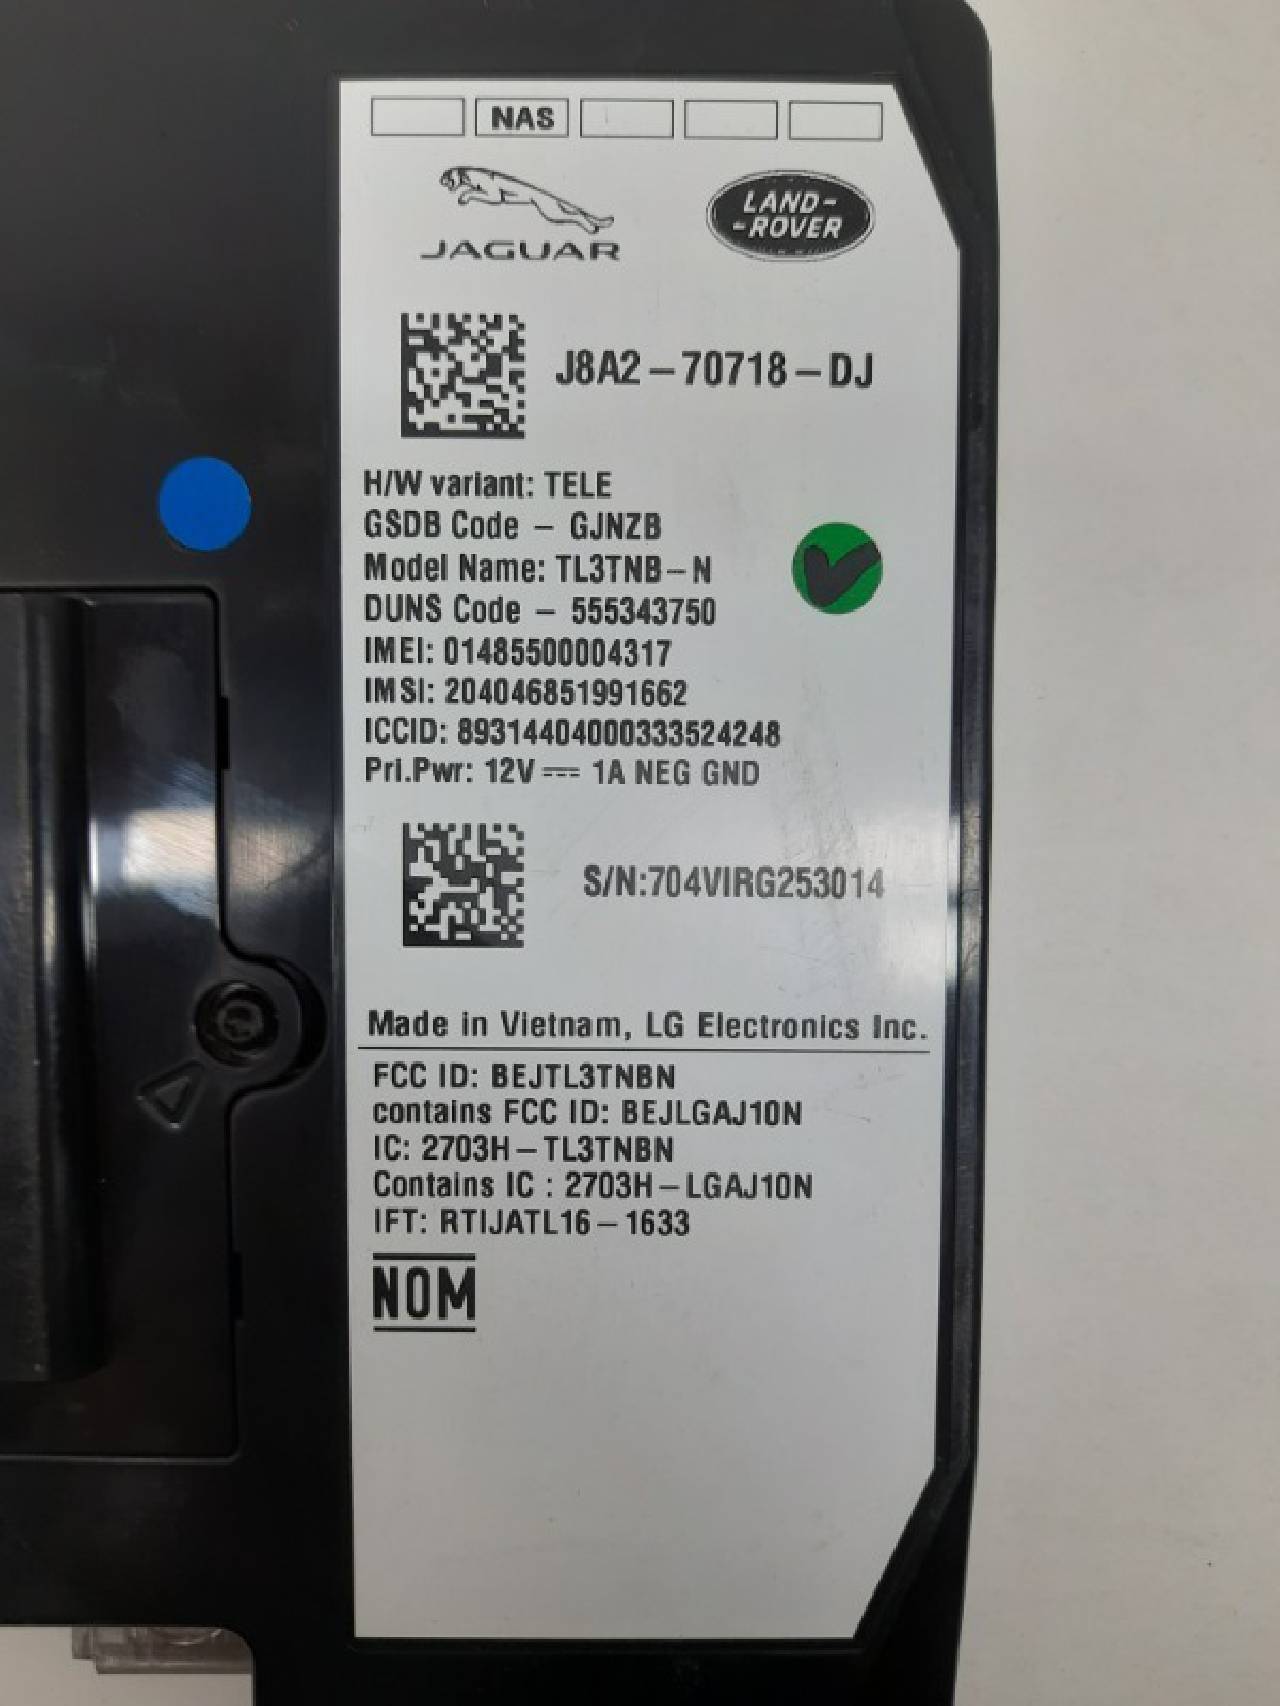 NAS
JAGUAR
LAND-
-ROVER
J8A2-70718-DJ
H/W variant: TELE
GSDB Code - GJNZB
Model Name: TL3TNB-N
DUNS Code - 555343750
IMEI: 01485500004317
IMSI: 204046851991662
ICCID: 89314404000333524248
Pri.Pwr: 12V ⎓ 1A NEG GND
S/N:704VIRG253014
Made in Vietnam, LG Electronics Inc.
FCC ID: BEJTL3TNBN
contains FCC ID: BEJLGAJ10N
IC: 2703H-TL3TNBN
Contains IC : 2703H-LGAJ10N
IFT: RTIJATL16-1633
NOM